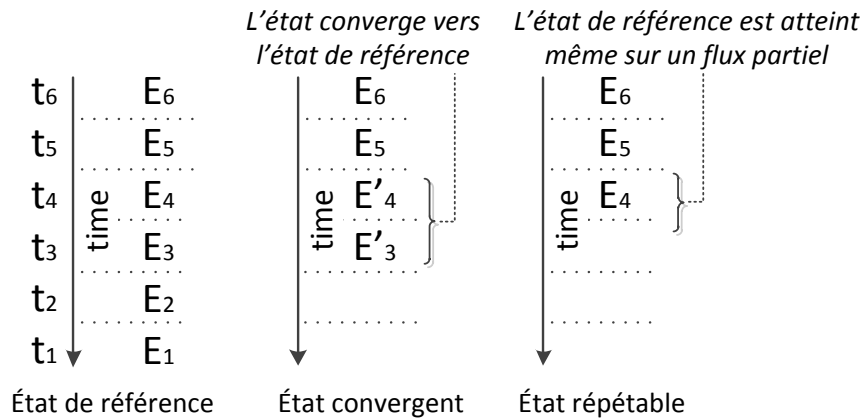 L'état converge vers
l'état de référence
L'état de référence est atteint
même sur un flux partiel
t6 E6 E6 E6
t5 E5 E5 E5
t4 E4 E'4 E4
t3 E3 E'3
t2 E2
t1 E1
time
time
time
État de référence
État convergent
État répétable